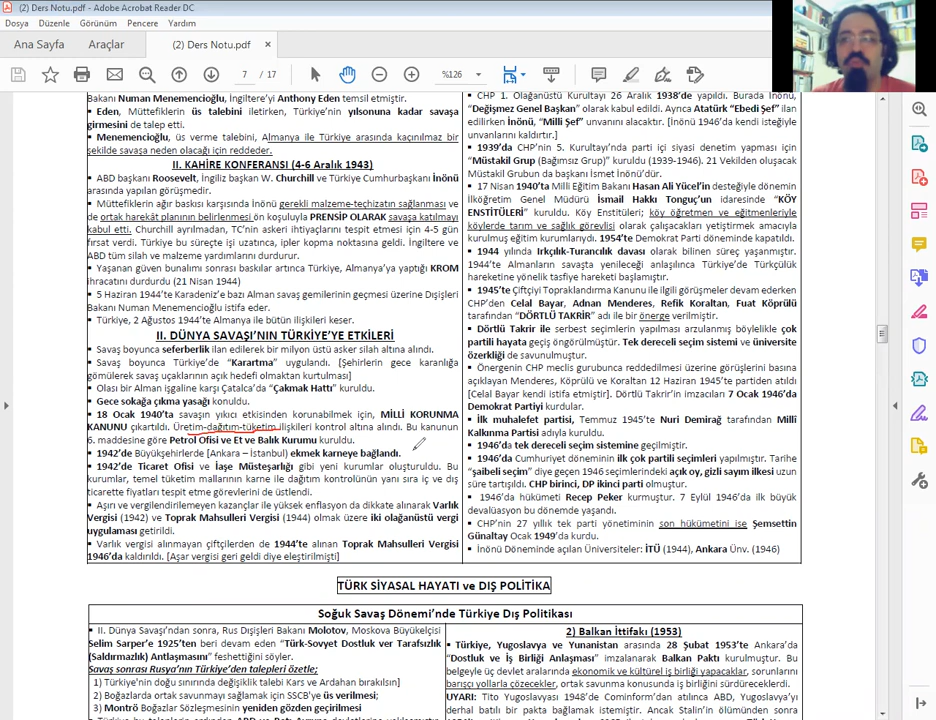 (2) Ders Notu.pdf - Adobe Acrobat Reader DC
Dosya Düzenle Görünüm Pencere Yardım
Ana Sayfa Araçlar (2) Ders Notu.pdf ×
7 / 17 %126
Bakanı Numan Menemencioğlu, İngiltere'yi Anthony Eden temsil etmiştir.
▪ Eden, Müttefiklerin üs talebini iletirken, Türkiye'nin yılsonuna kadar savaşa
girmesini de talep etti.
▪ Menemencioğlu, üs verme talebini, Almanya ile Türkiye arasında kaçınılmaz bir
şekilde savaşa neden olacağı için reddeder.
II. KAHİRE KONFERANSI (4-6 Aralık 1943)
▪ ABD başkanı Roosevelt, İngiliz başkan W. Churchill ve Türkiye Cumhurbaşkanı İnönü
arasında yapılan görüşmedir.
▪ Müttefiklerin ağır baskısı karşısında İnönü gerekli malzeme-teçhizatın sağlanması ve
de ortak harekât planının belirlenmesi ön koşuluyla PRENSİP OLARAK savaşa katılmayı
kabul etti. Churchill ayrılmadan, TC'nin askeri ihtiyaçlarını tespit etmesi için 4-5 gün
fırsat verdi. Türkiye bu süreçte işi uzatınca, ipler kopma noktasına geldi. İngiltere ve
ABD tüm silah ve malzeme yardımlarını durdurur.
▪ Yaşanan güven bunalımı sonrası baskılar artınca Türkiye, Almanya'ya yaptığı KROM
ihracatını durdurdu (21 Nisan 1944)
▪ 5 Haziran 1944'te Karadeniz'e bazı Alman savaş gemilerinin geçmesi üzerine Dışişleri
Bakanı Numan Menemencioğlu istifa eder.
▪ Türkiye, 2 Ağustos 1944'te Almanya ile bütün ilişkileri keser.
II. DÜNYA SAVAŞI'NIN TÜRKİYE'YE ETKİLERİ
▪ Savaş boyunca seferberlik ilan edilerek bir milyon üstü asker silah altına alındı.
▪ Savaş boyunca Türkiye'de "Karartma" uygulandı. [Şehirlerin gece karanlığa
gömülerek savaş uçaklarının açık hedefi olmaktan kurtulması]
▪ Olası bir Alman işgaline karşı Çatalca'da "Çakmak Hattı" kuruldu.
▪ Gece sokağa çıkma yasağı konuldu.
▪ 18 Ocak 1940'ta savaşın yıkıcı etkisinden korunabilmek için, MİLLİ KORUNMA
KANUNU çıkartıldı. Üretim-dağıtım-tüketim ilişkileri kontrol altına alındı. Bu kanunun
6. maddesine göre Petrol Ofisi ve Et ve Balık Kurumu kuruldu.
▪ 1942'de Büyükşehirlerde [Ankara – İstanbul) ekmek karneye bağlandı.
▪ 1942'de Ticaret Ofisi ve İaşe Müsteşarlığı gibi yeni kurumlar oluşturuldu. Bu
kurumlar, temel tüketim mallarının karne ile dağıtım kontrolünün yanı sıra iç ve dış
ticarette fiyatları tespit etme görevlerini de üstlendi.
▪ Aşırı ve vergilendirilemeyen kazançlar ile yüksek enflasyon da dikkate alınarak Varlık
Vergisi (1942) ve Toprak Mahsulleri Vergisi (1944) olmak üzere iki olağanüstü vergi
uygulaması getirildi.
▪ Varlık vergisi alınmayan çiftçilerden de 1944'te alınan Toprak Mahsulleri Vergisi
1946'da kaldırıldı. [Aşar vergisi geri geldi diye eleştirilmişti]
▪ CHP 1. Olağanüstü Kurultayı 26 Aralık 1938'de yapıldı. Burada İnönü,
"Değişmez Genel Başkan" olarak kabul edildi. Ayrıca Atatürk "Ebedi Şef" ilan
edilirken İnönü, "Milli Şef" unvanını alacaktır. [İnönü 1946'da kendi isteğiyle
unvanlarını kaldırtır.]
▪ 1939'da CHP'nin 5. Kurultayı'nda parti içi siyasi denetim yapması için
"Müstakil Grup (Bağımsız Grup)" kuruldu (1939-1946). 21 Vekilden oluşacak
Müstakil Grubun da başkanı İsmet İnönü'dür.
▪ 17 Nisan 1940'ta Milli Eğitim Bakanı Hasan Ali Yücel'in desteğiyle dönemin
İlköğretim Genel Müdürü İsmail Hakkı Tonguç'un idaresinde "KÖY
ENSTİTÜLERİ" kuruldu. Köy Enstitüleri; köy öğretmen ve eğitmenleriyle
köylerde tarım ve sağlık görevlisi olarak çalışacakları yetiştirmek amacıyla
kurulmuş eğitim kurumlarıydı. 1954'te Demokrat Parti döneminde kapatıldı.
▪ 1944 yılında Irkçılık-Turancılık davası olarak bilinen süreç yaşanmıştır.
1944'te Almanların savaşta yenileceği anlaşılınca Türkiye'de Türkçülük
hareketine yönelik tasfiye hareketi başlamıştır.
▪ 1945'te Çiftçiyi Topraklandırma Kanunu ile ilgili görüşmeler devam ederken
CHP'den Celal Bayar, Adnan Menderes, Refik Koraltan, Fuat Köprülü
tarafından "DÖRTLÜ TAKRİR" adı ile bir önerge verilmiştir.
▪ Dörtlü Takrir ile serbest seçimlerin yapılması arzulanmış böylelikle çok
partili hayata geçiş öngörülmüştür. Tek dereceli seçim sistemi ve üniversite
özerkliği de savunulmuştur.
▪ Önergenin CHP meclis gurubunca reddedilmesi üzerine görüşlerini basına
açıklayan Menderes, Köprülü ve Koraltan 12 Haziran 1945'te partiden atıldı
[Celal Bayar kendi istifa etmiştir]. Dörtlü Takrir'in imzacıları 7 Ocak 1946'da
Demokrat Partiyi kurdular.
▪ İlk muhalefet partisi, Temmuz 1945'te Nuri Demirağ tarafından Millî
Kalkınma Partisi adıyla kuruldu.
▪ 1946'da tek dereceli seçim sistemine geçilmiştir.
▪ 1946'da Cumhuriyet döneminin ilk çok partili seçimleri yapılmıştır. Tarihe
"şaibeli seçim" diye geçen 1946 seçimlerindeki açık oy, gizli sayım ilkesi uzun
süre tartışıldı. CHP birinci, DP ikinci parti olmuştur.
▪ 1946'da hükümeti Recep Peker kurmuştur. 7 Eylül 1946'da ilk büyük
devalüasyon bu dönemde yaşandı.
▪ CHP'nin 27 yıllık tek parti yönetiminin son hükümetini ise Şemsettin
Günaltay Ocak 1949'da kurdu.
▪ İnönü Döneminde açılan Üniversiteler: İTÜ (1944), Ankara Ünv. (1946)
TÜRK SİYASAL HAYATI ve DIŞ POLİTİKA
Soğuk Savaş Dönemi'nde Türkiye Dış Politikası
▪ II. Dünya Savaşı'ndan sonra, Rus Dışişleri Bakanı Molotov, Moskova Büyükelçisi
Selim Sarper'e 1925'ten beri devam eden "Türk-Sovyet Dostluk ver Tarafsızlık
(Saldırmazlık) Antlaşmasını" feshettiğini söyler.
Savaş sonrası Rusya'nın Türkiye'den talepleri özetle;
1) Türkiye'nin doğu sınırında değişiklik talebi Kars ve Ardahan bırakılsın]
2) Boğazlarda ortak savunmayı sağlamak için SSCB'ye üs verilmesi;
3) Montrö Boğazlar Sözleşmesinin yeniden gözden geçirilmesi
2) Balkan İttifakı (1953)
▪ Türkiye, Yugoslavya ve Yunanistan arasında 28 Şubat 1953'te Ankara'da
"Dostluk ve İş Birliği Anlaşması" imzalanarak Balkan Paktı kurulmuştur. Bu
belgeyle üç devlet aralarında ekonomik ve kültürel iş birliği yapacaklar, sorunlarını
barışçı yollarla çözecekler, ortak savunma konusunda iş birliğini sürdüreceklerdi.
UYARI: Tito Yugoslavyası 1948'de Cominform'dan atılınca ABD, Yugoslavya'yı
derhal batılı bir pakta bağlamak istemiştir. Ancak Stalin'in ölümünden sonra